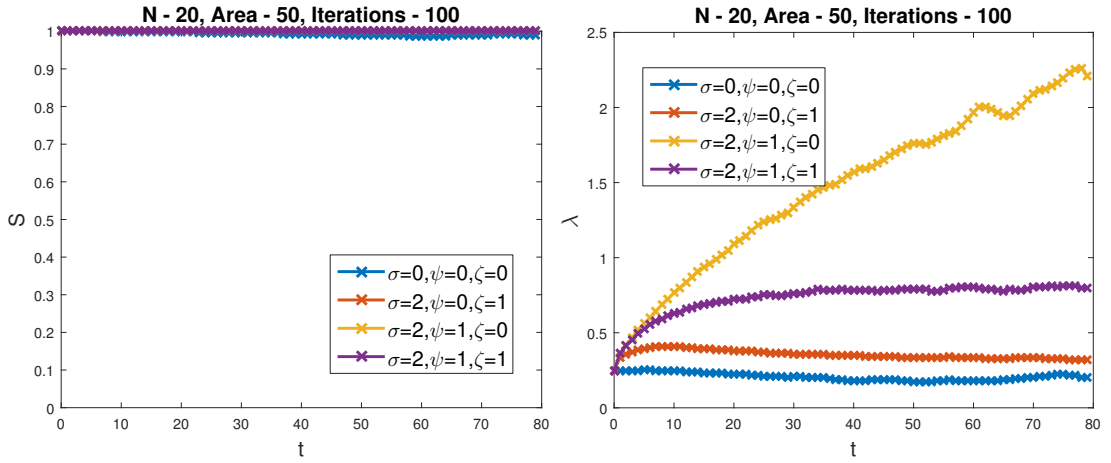 N - 20, Area - 50, Iterations - 100
S
1
0.9
0.8
0.7
0.6
0.5
0.4
0.3
0.2
0.1
0
σ=0,ψ=0,ζ=0
σ=2,ψ=0,ζ=1
σ=2,ψ=1,ζ=0
σ=2,ψ=1,ζ=1
0 10 20 30 40 50 60 70 80
t
N - 20, Area - 50, Iterations - 100
λ
2.5
2
1.5
1
0.5
0
σ=0,ψ=0,ζ=0
σ=2,ψ=0,ζ=1
σ=2,ψ=1,ζ=0
σ=2,ψ=1,ζ=1
0 10 20 30 40 50 60 70 80
t